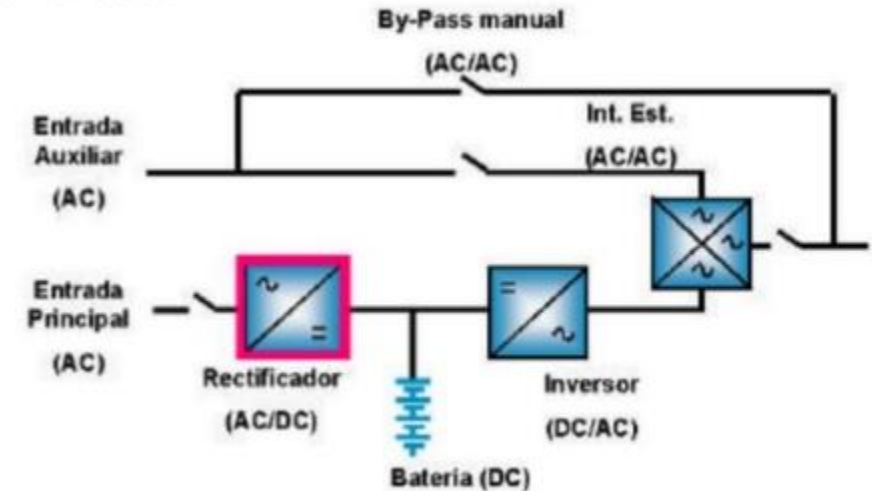 By-Pass manual
(AC/AC)
Int. Est.
(AC/AC)
Entrada
Auxiliar
(AC)
Entrada
Principal
(AC)
Rectificador
(AC/DC)
Inversor
(DC/AC)
Bateria (DC)